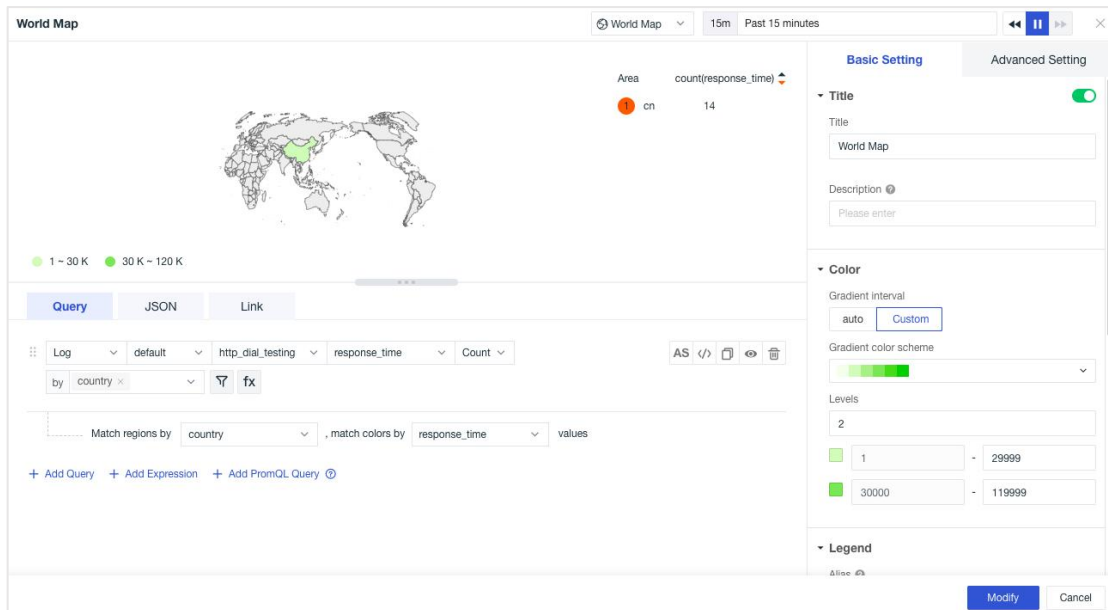 World Map
World Map
15m Past 15 minutes
Area count(response_time)
1 cn 14
1 ~ 30 K 30 K ~ 120 K
Query JSON Link
Log default http_dial_testing response_time Count
AS </>
by country × fx
Match regions by country , match colors by response_time values
+ Add Query + Add Expression + Add PromQL Query ?
Basic Setting Advanced Setting
Title
Title
World Map
Description ?
Please enter
Color
Gradient interval
auto Custom
Gradient color scheme
Levels
2
1 - 29999
30000 - 119999
Legend
Alias ?
Modify Cancel